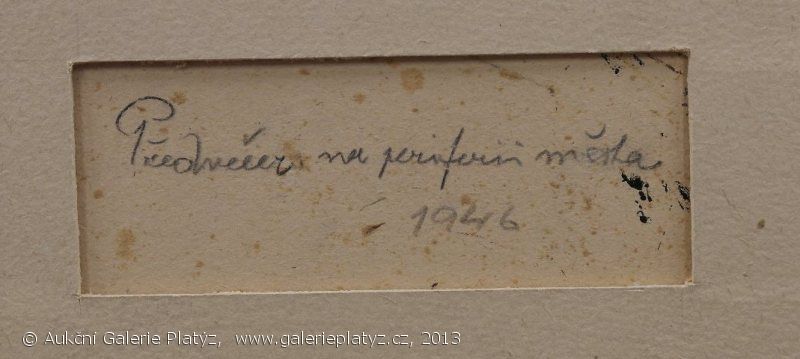 Předvečer na periferii města
1946
© Aukční Galerie Platýz, www.galerieplatyz.cz, 2013